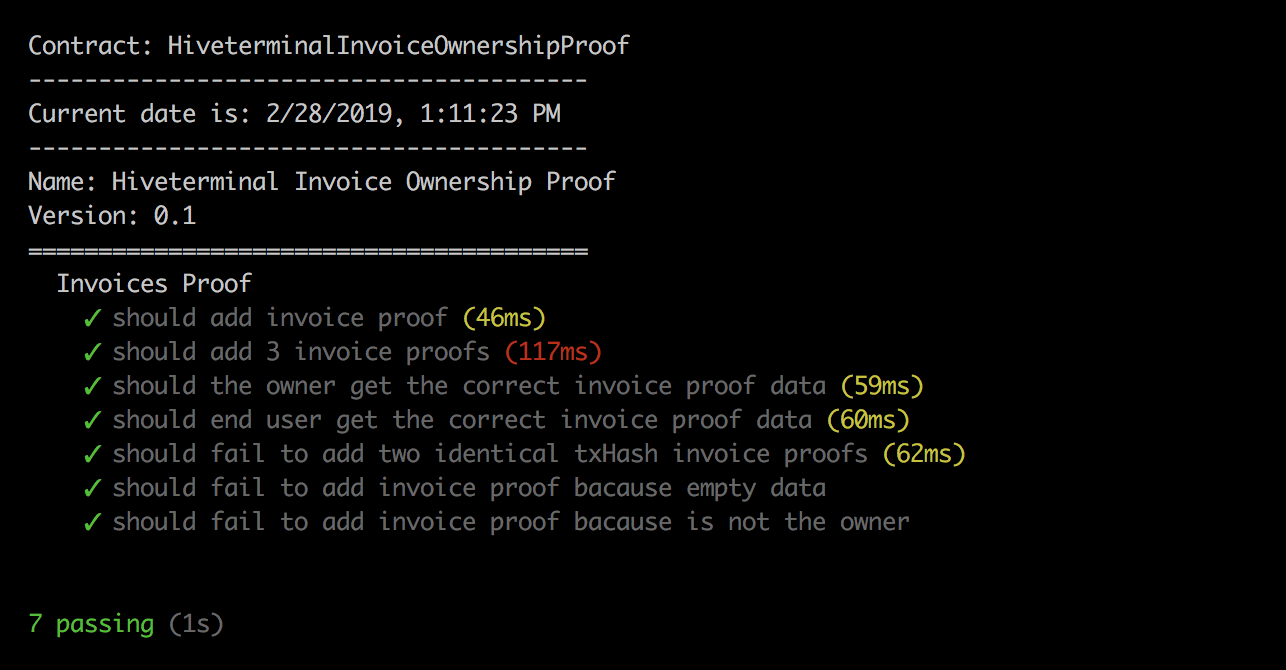 Contract: HiveterminalInvoiceOwnershipProof
----------------------------------------
Current date is: 2/28/2019, 1:11:23 PM
----------------------------------------
Name: Hiveterminal Invoice Ownership Proof
Version: 0.1
========================================
Invoices Proof
✓ should add invoice proof (46ms)
✓ should add 3 invoice proofs (117ms)
✓ should the owner get the correct invoice proof data (59ms)
✓ should end user get the correct invoice proof data (60ms)
✓ should fail to add two identical txHash invoice proofs (62ms)
✓ should fail to add invoice proof bacause empty data
✓ should fail to add invoice proof bacause is not the owner
7 passing (1s)